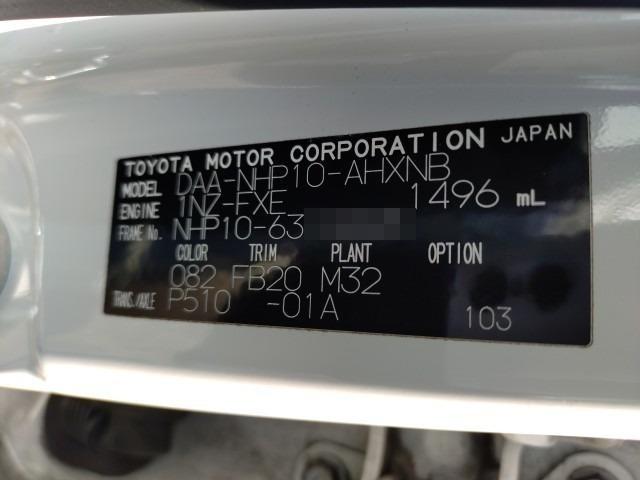 TOYOTA MOTOR CORPORATION JAPAN
MODEL DAA-NHP10-AHXNB
ENGINE 1NZ-FXE 1496 mL
FRAME No. NHP10-63
COLOR TRIM PLANT OPTION
082 FB20 M32
TRANS./AXLE P510 -01A 103